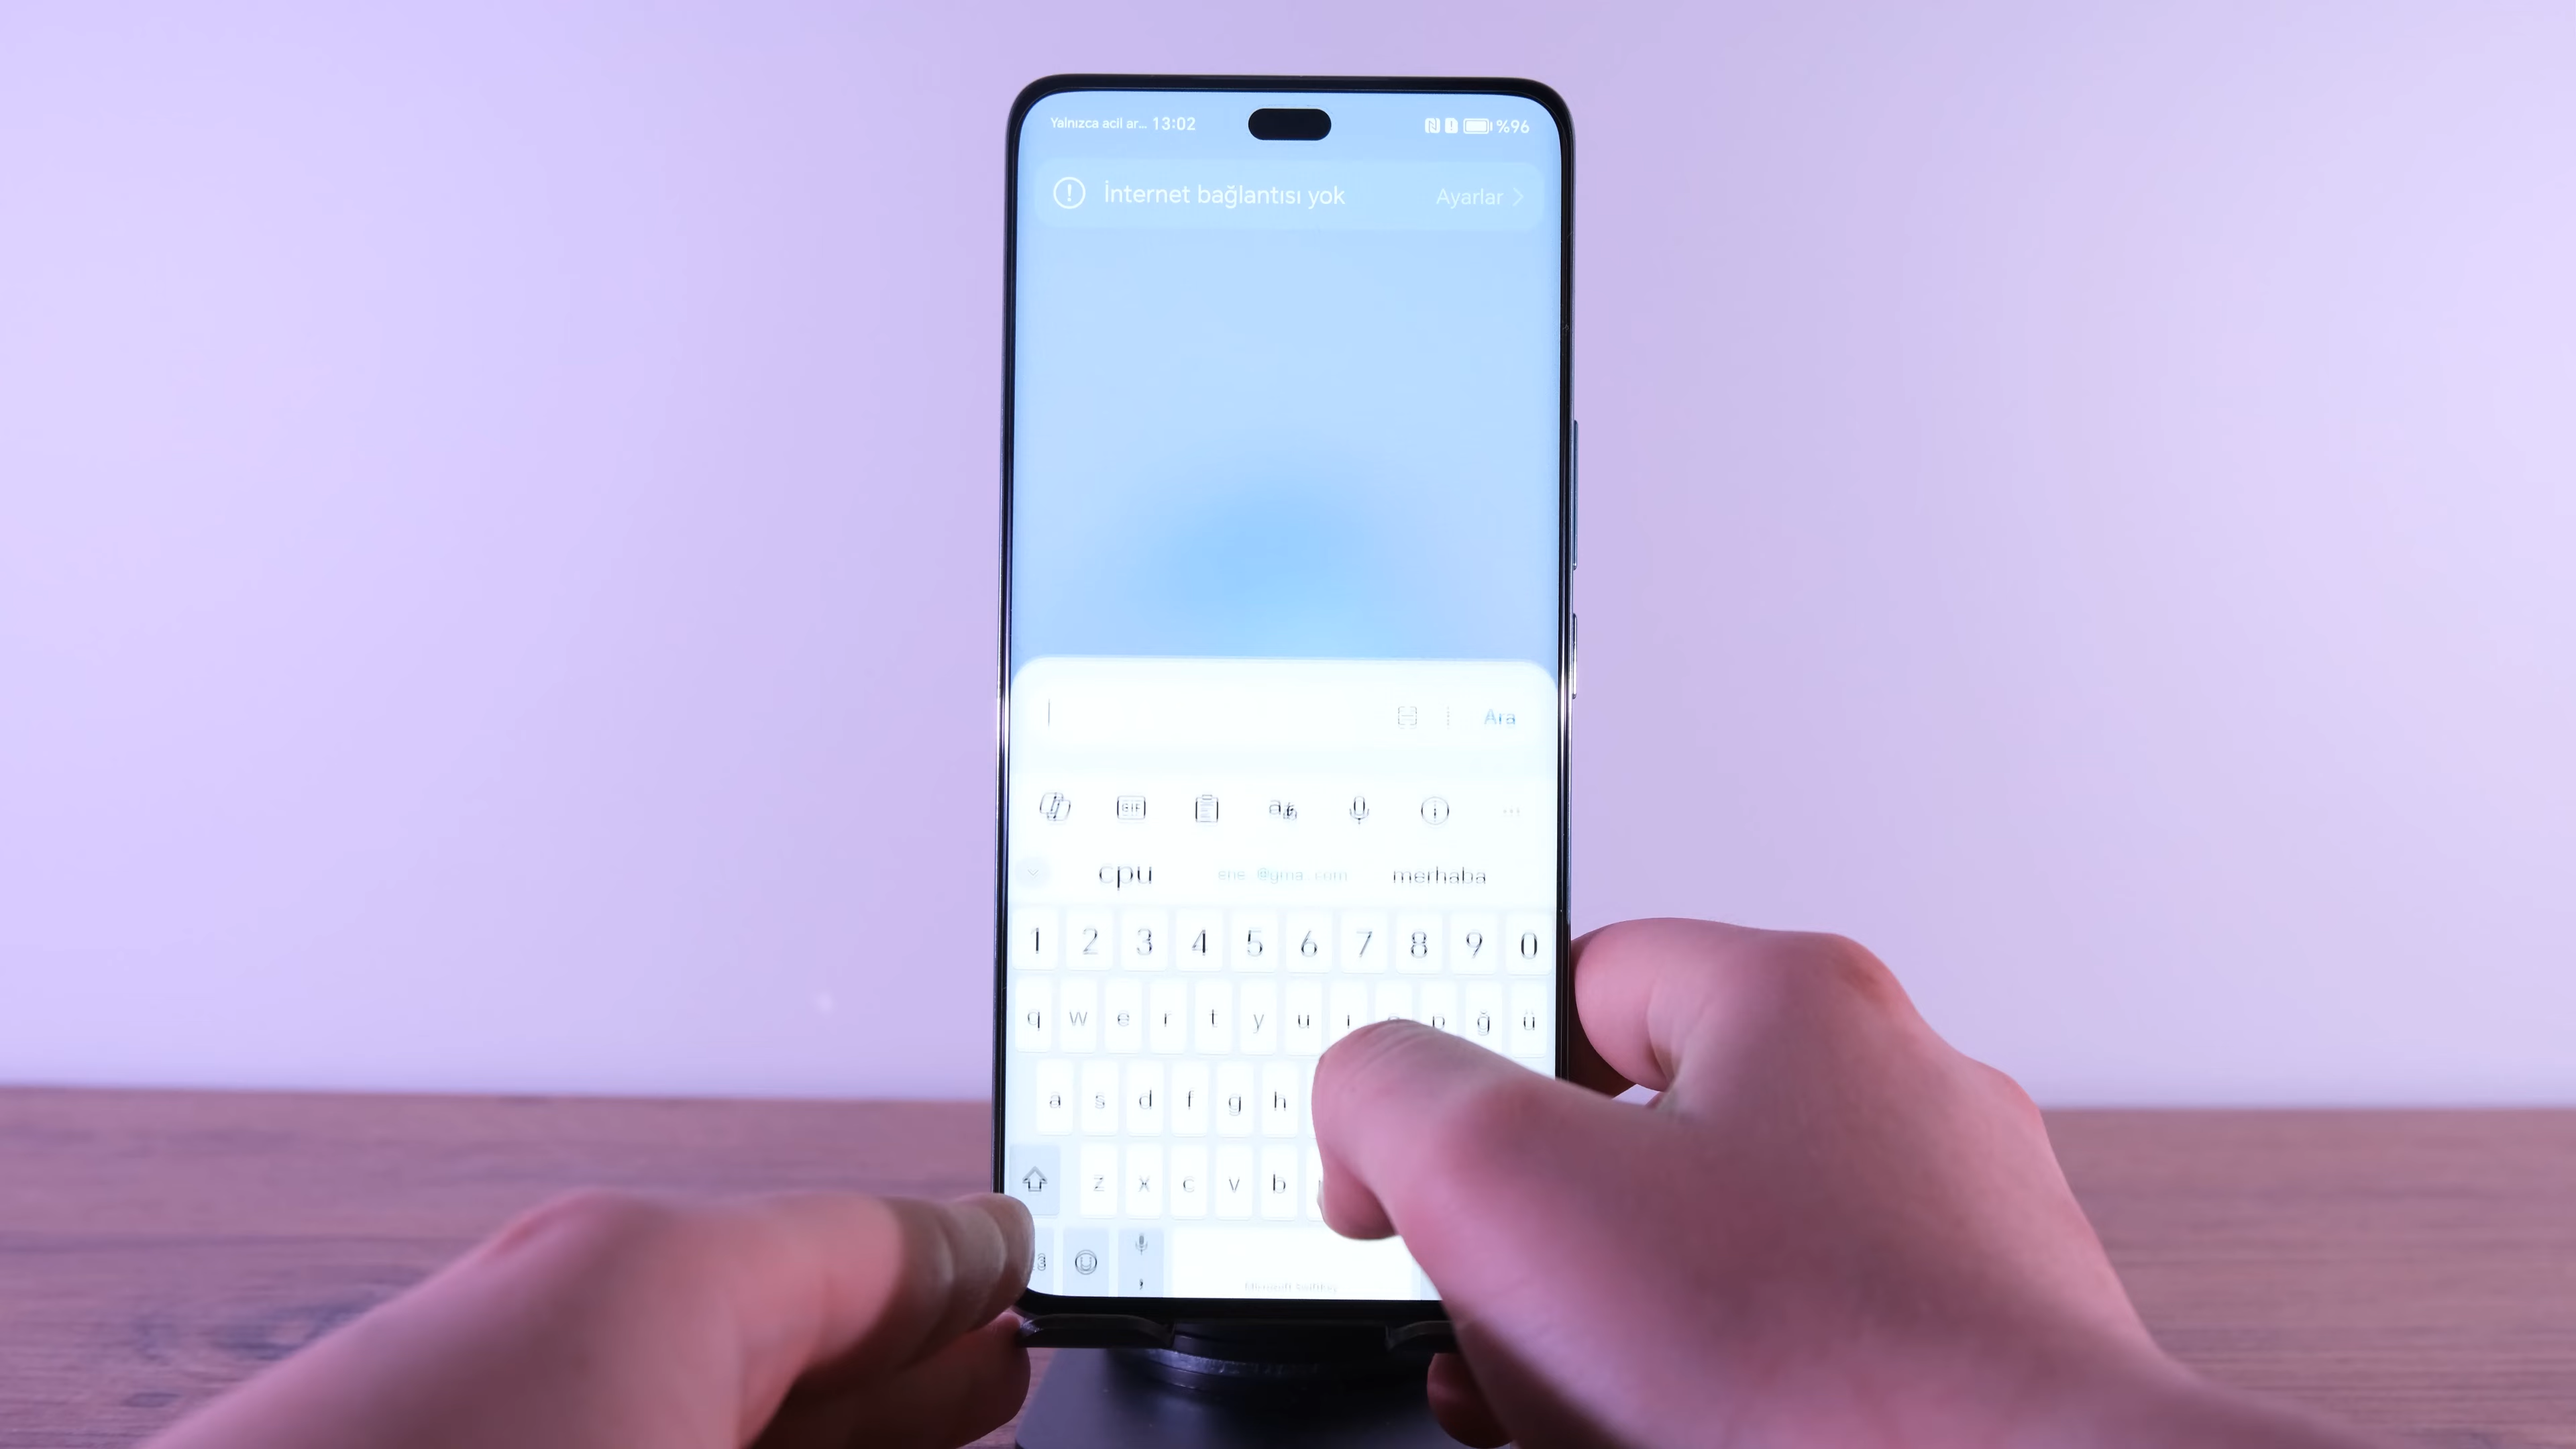 Yalnızca acil ar... 13:02 %96
İnternet bağlantısı yok Ayarlar
Ara
GIF
cpu merhaba
1 2 3 4 5 6 7 8 9 0
q w e r t y u ı o p ğ ü
a s d f g h
z x c v b